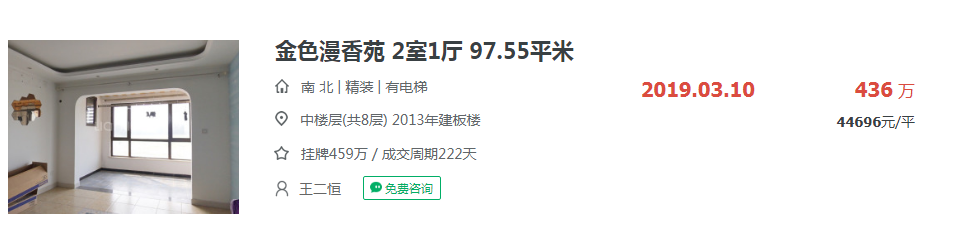 金色漫香苑 2室1厅 97.55平米
南 北 | 精装 | 有电梯
2019.03.10
436 万
中楼层(共8层) 2013年建板楼
44696元/平
挂牌459万 / 成交周期222天
王二恒
免费咨询